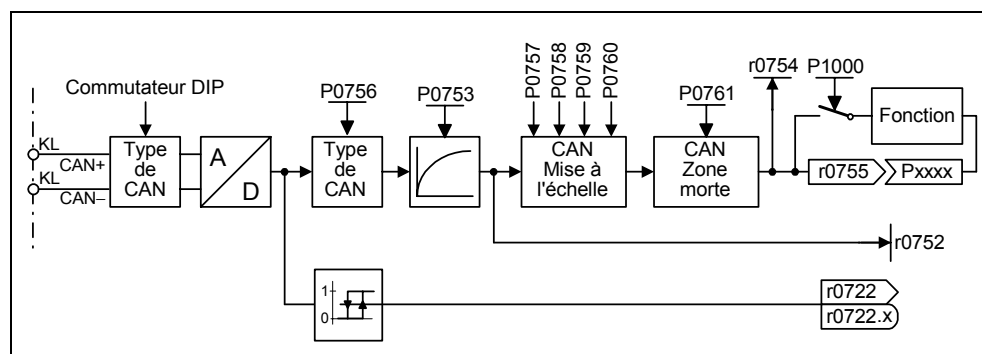 Commutateur DIP
KL
CAN+
KL
CAN–
Type
de
CAN
A
D
P0756
Type
de
CAN
P0753
P0757
P0758
P0759
P0760
CAN
Mise à
l'échelle
P0761
CAN
Zone
morte
r0754
P1000
Fonction
r0755
Pxxxx
r0752
1
0
r0722
r0722.x